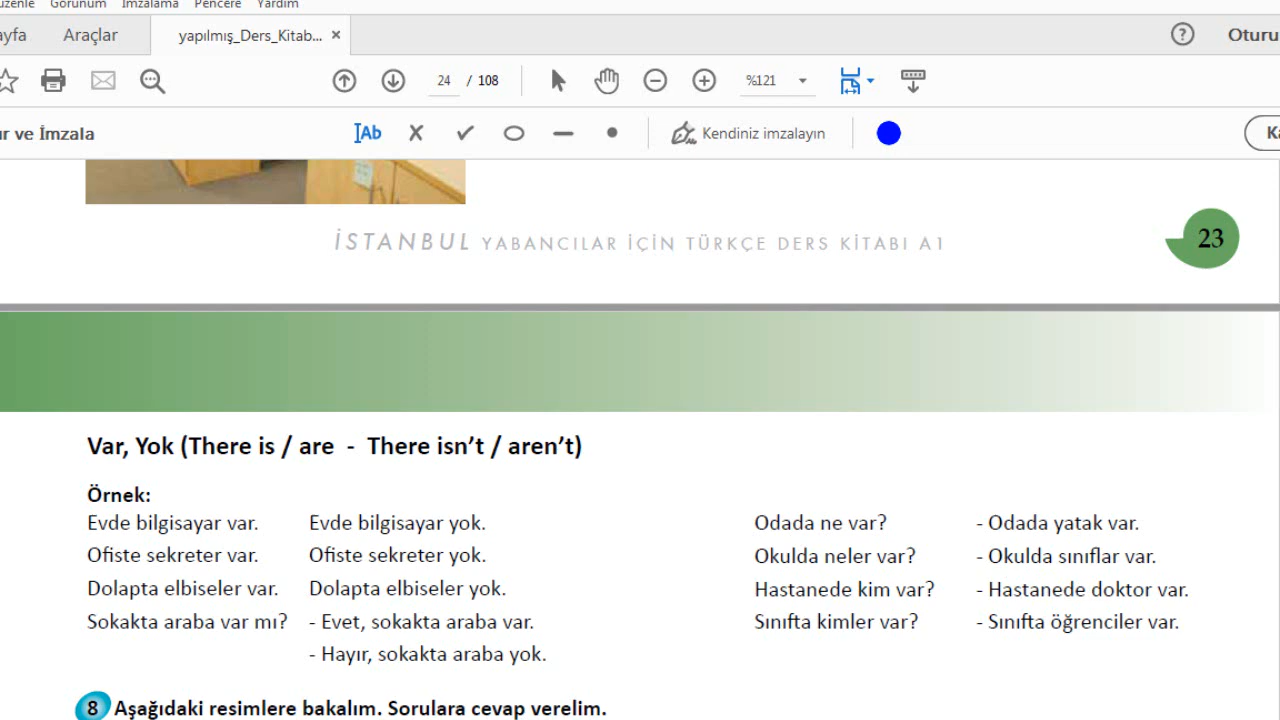 üzenle Görünüm İmzalama Pencere Yardım
ayfa Araçlar yapılmış_Ders_Kitab... × ? Oturu
24 / 108 %121
ur ve İmzala Ab Kendiniz imzalayın Ka
İSTANBUL YABANCILAR İÇİN TÜRKÇE DERS KİTABI A1 23
Var, Yok (There is / are - There isn’t / aren’t)
Örnek:
Evde bilgisayar var. Evde bilgisayar yok. Odada ne var? - Odada yatak var.
Ofiste sekreter var. Ofiste sekreter yok. Okulda neler var? - Okulda sınıflar var.
Dolapta elbiseler var. Dolapta elbiseler yok. Hastanede kim var? - Hastanede doktor var.
Sokakta araba var mı? - Evet, sokakta araba var. Sınıfta kimler var? - Sınıfta öğrenciler var.
- Hayır, sokakta araba yok.
8 Aşağıdaki resimlere bakalım. Sorulara cevap verelim.